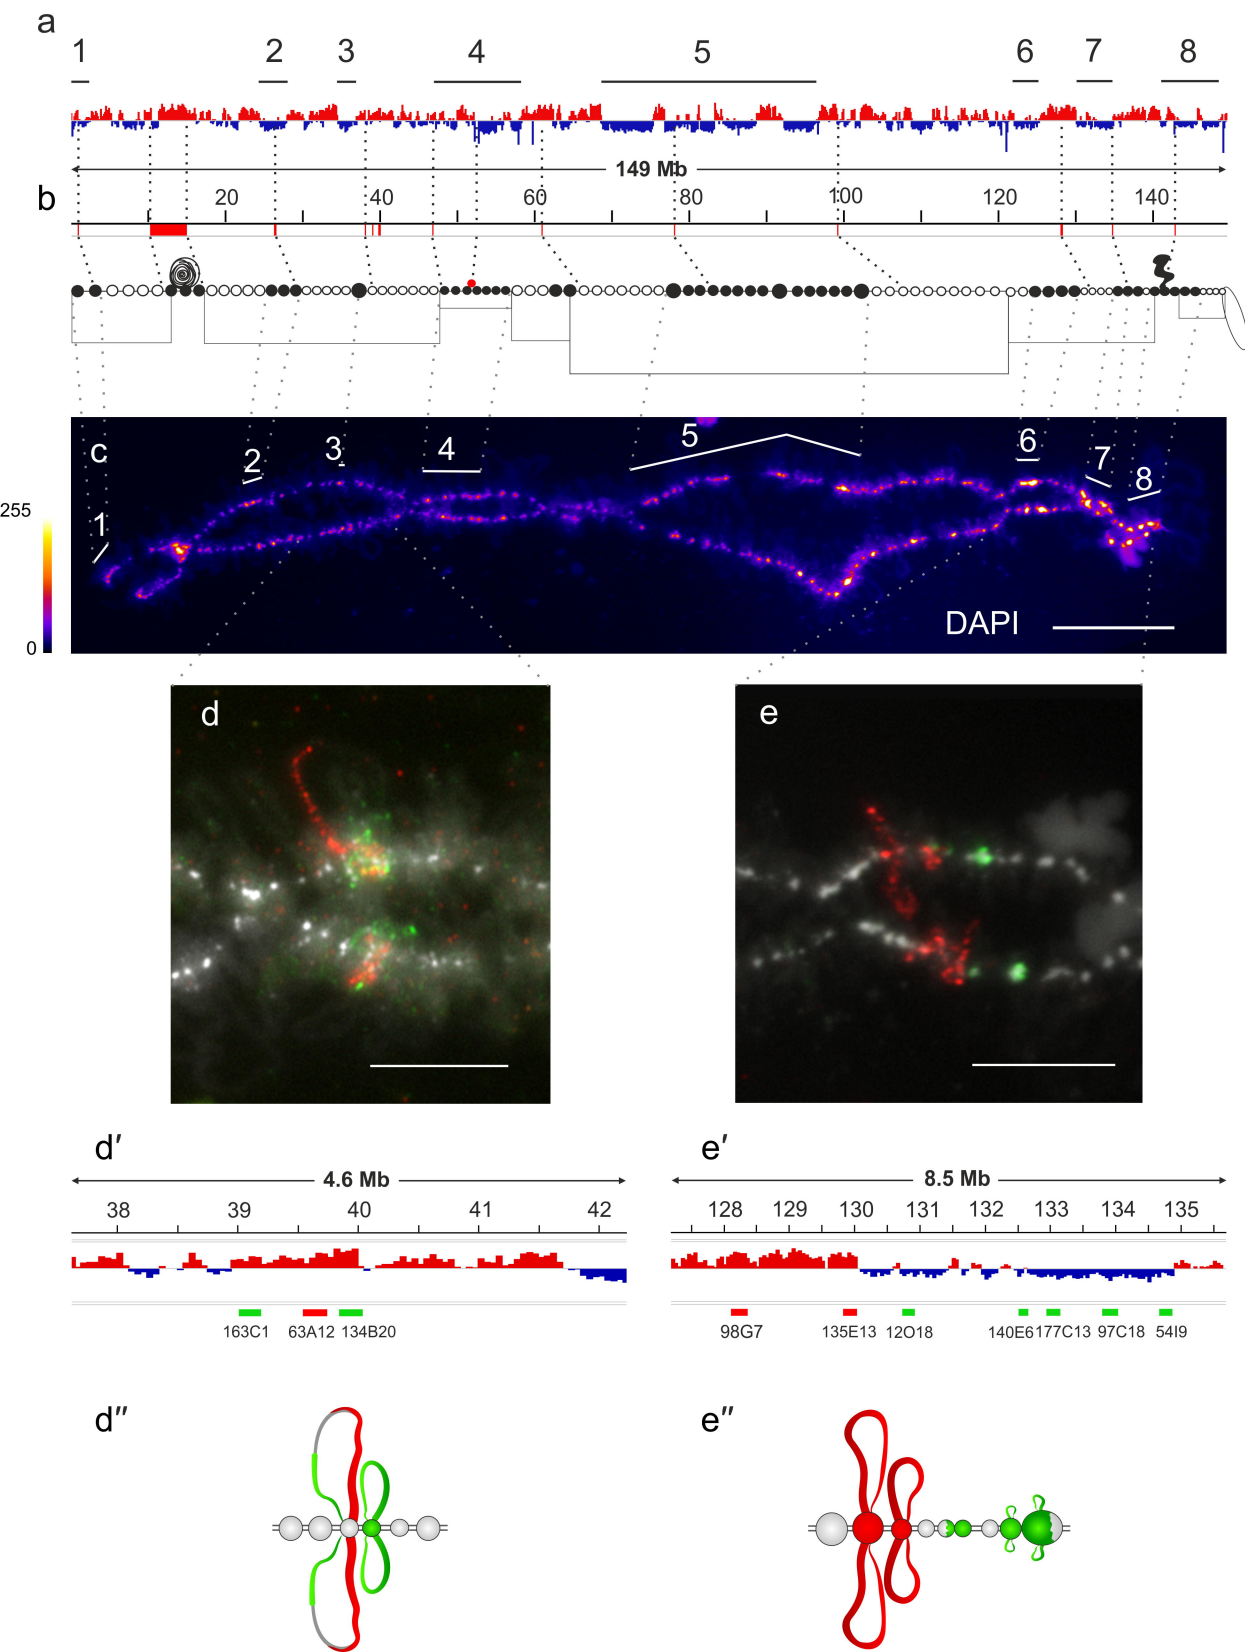 a
1 2 3 4 5 6 7 8
149 Mb
b
20 40 60 80 100 120 140
c
1 2 3 4 5 6 7 8
255
0
DAPI
d
e
d′
e′
4.6 Mb
8.5 Mb
38 39 40 41 42
128 129 130 131 132 133 134 135
163C1 63A12 134B20
98G7 135E13 12O18 140E6 177C13 97C18 54I9
d″
e″